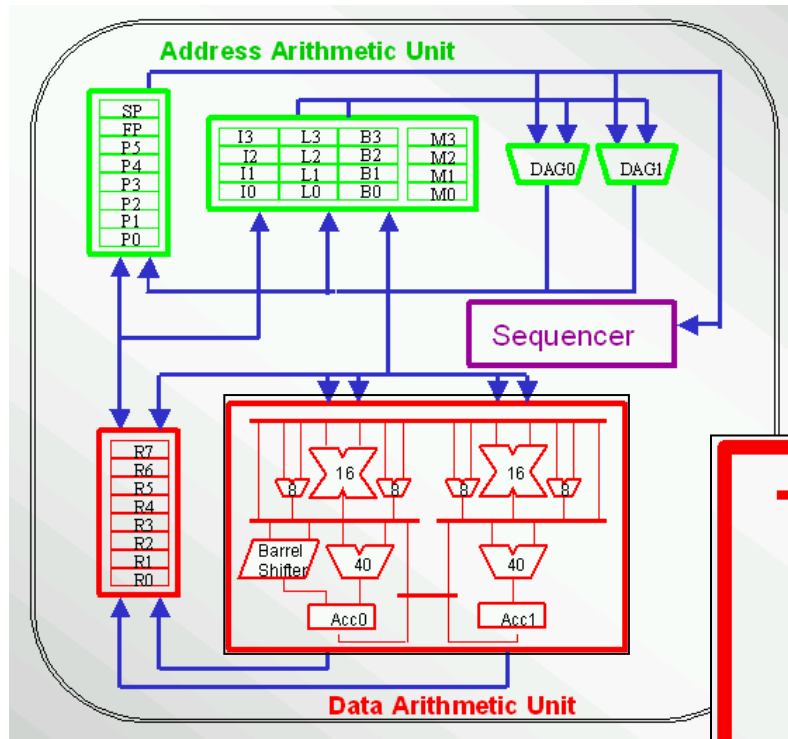 Address Arithmetic Unit
SP
FP
P5
P4
P3
P2
P1
P0
I3 L3 B3 M3
I2 L2 B2 M2
I1 L1 B1 M1
I0 L0 B0 M0
DAG0 DAG1
Sequencer
R7
R6
R5
R4
R3
R2
R1
R0
8 16 8 8 16 8
Barrel
Shifter
40 40
Acc0 Acc1
Data Arithmetic Unit